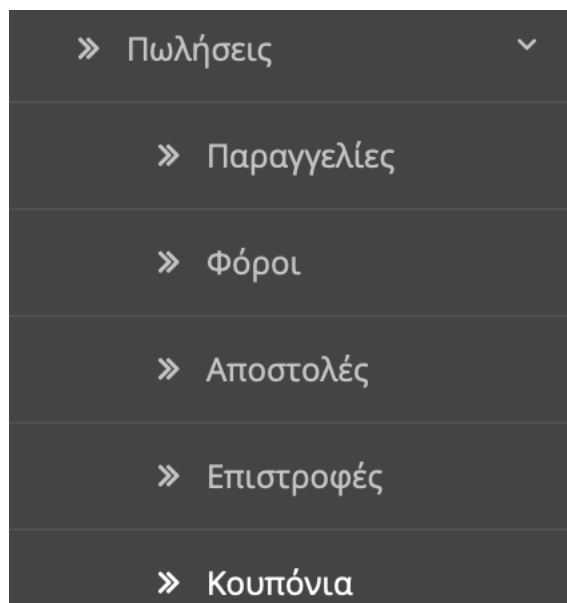 Πωλήσεις
Παραγγελίες
Φόροι
Αποστολές
Επιστροφές
Κουπόνια